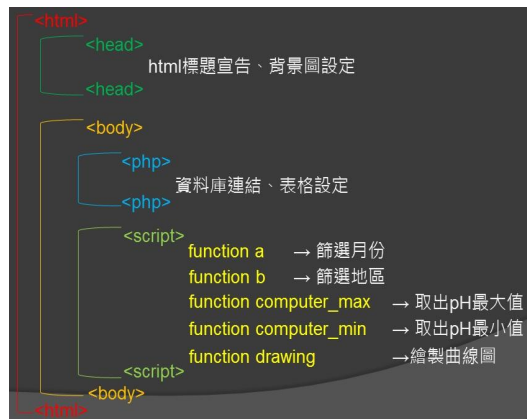 <html>
<head>
html標題宣告、背景圖設定
<head>
<body>
<php>
資料庫連結、表格設定
<php>
<script>
function a → 篩選月份
function b → 篩選地區
function computer_max → 取出pH最大值
function computer_min → 取出pH最小值
function drawing →繪製曲線圖
<script>
<body>
<html>